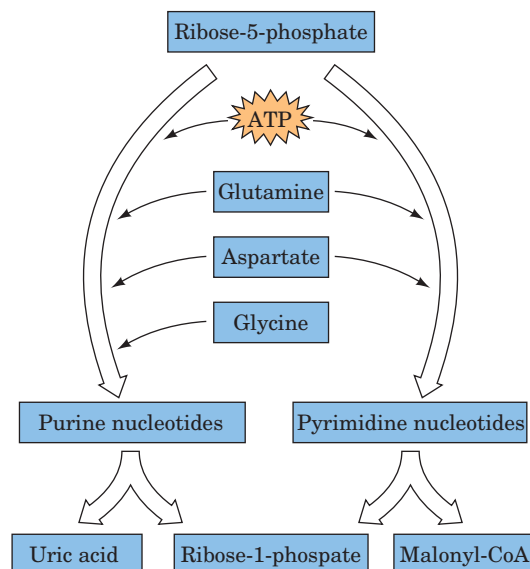 Ribose-5-phosphate
ATP
Glutamine
Aspartate
Glycine
Purine nucleotides
Pyrimidine nucleotides
Uric acid
Ribose-1-phospate
Malonyl-CoA